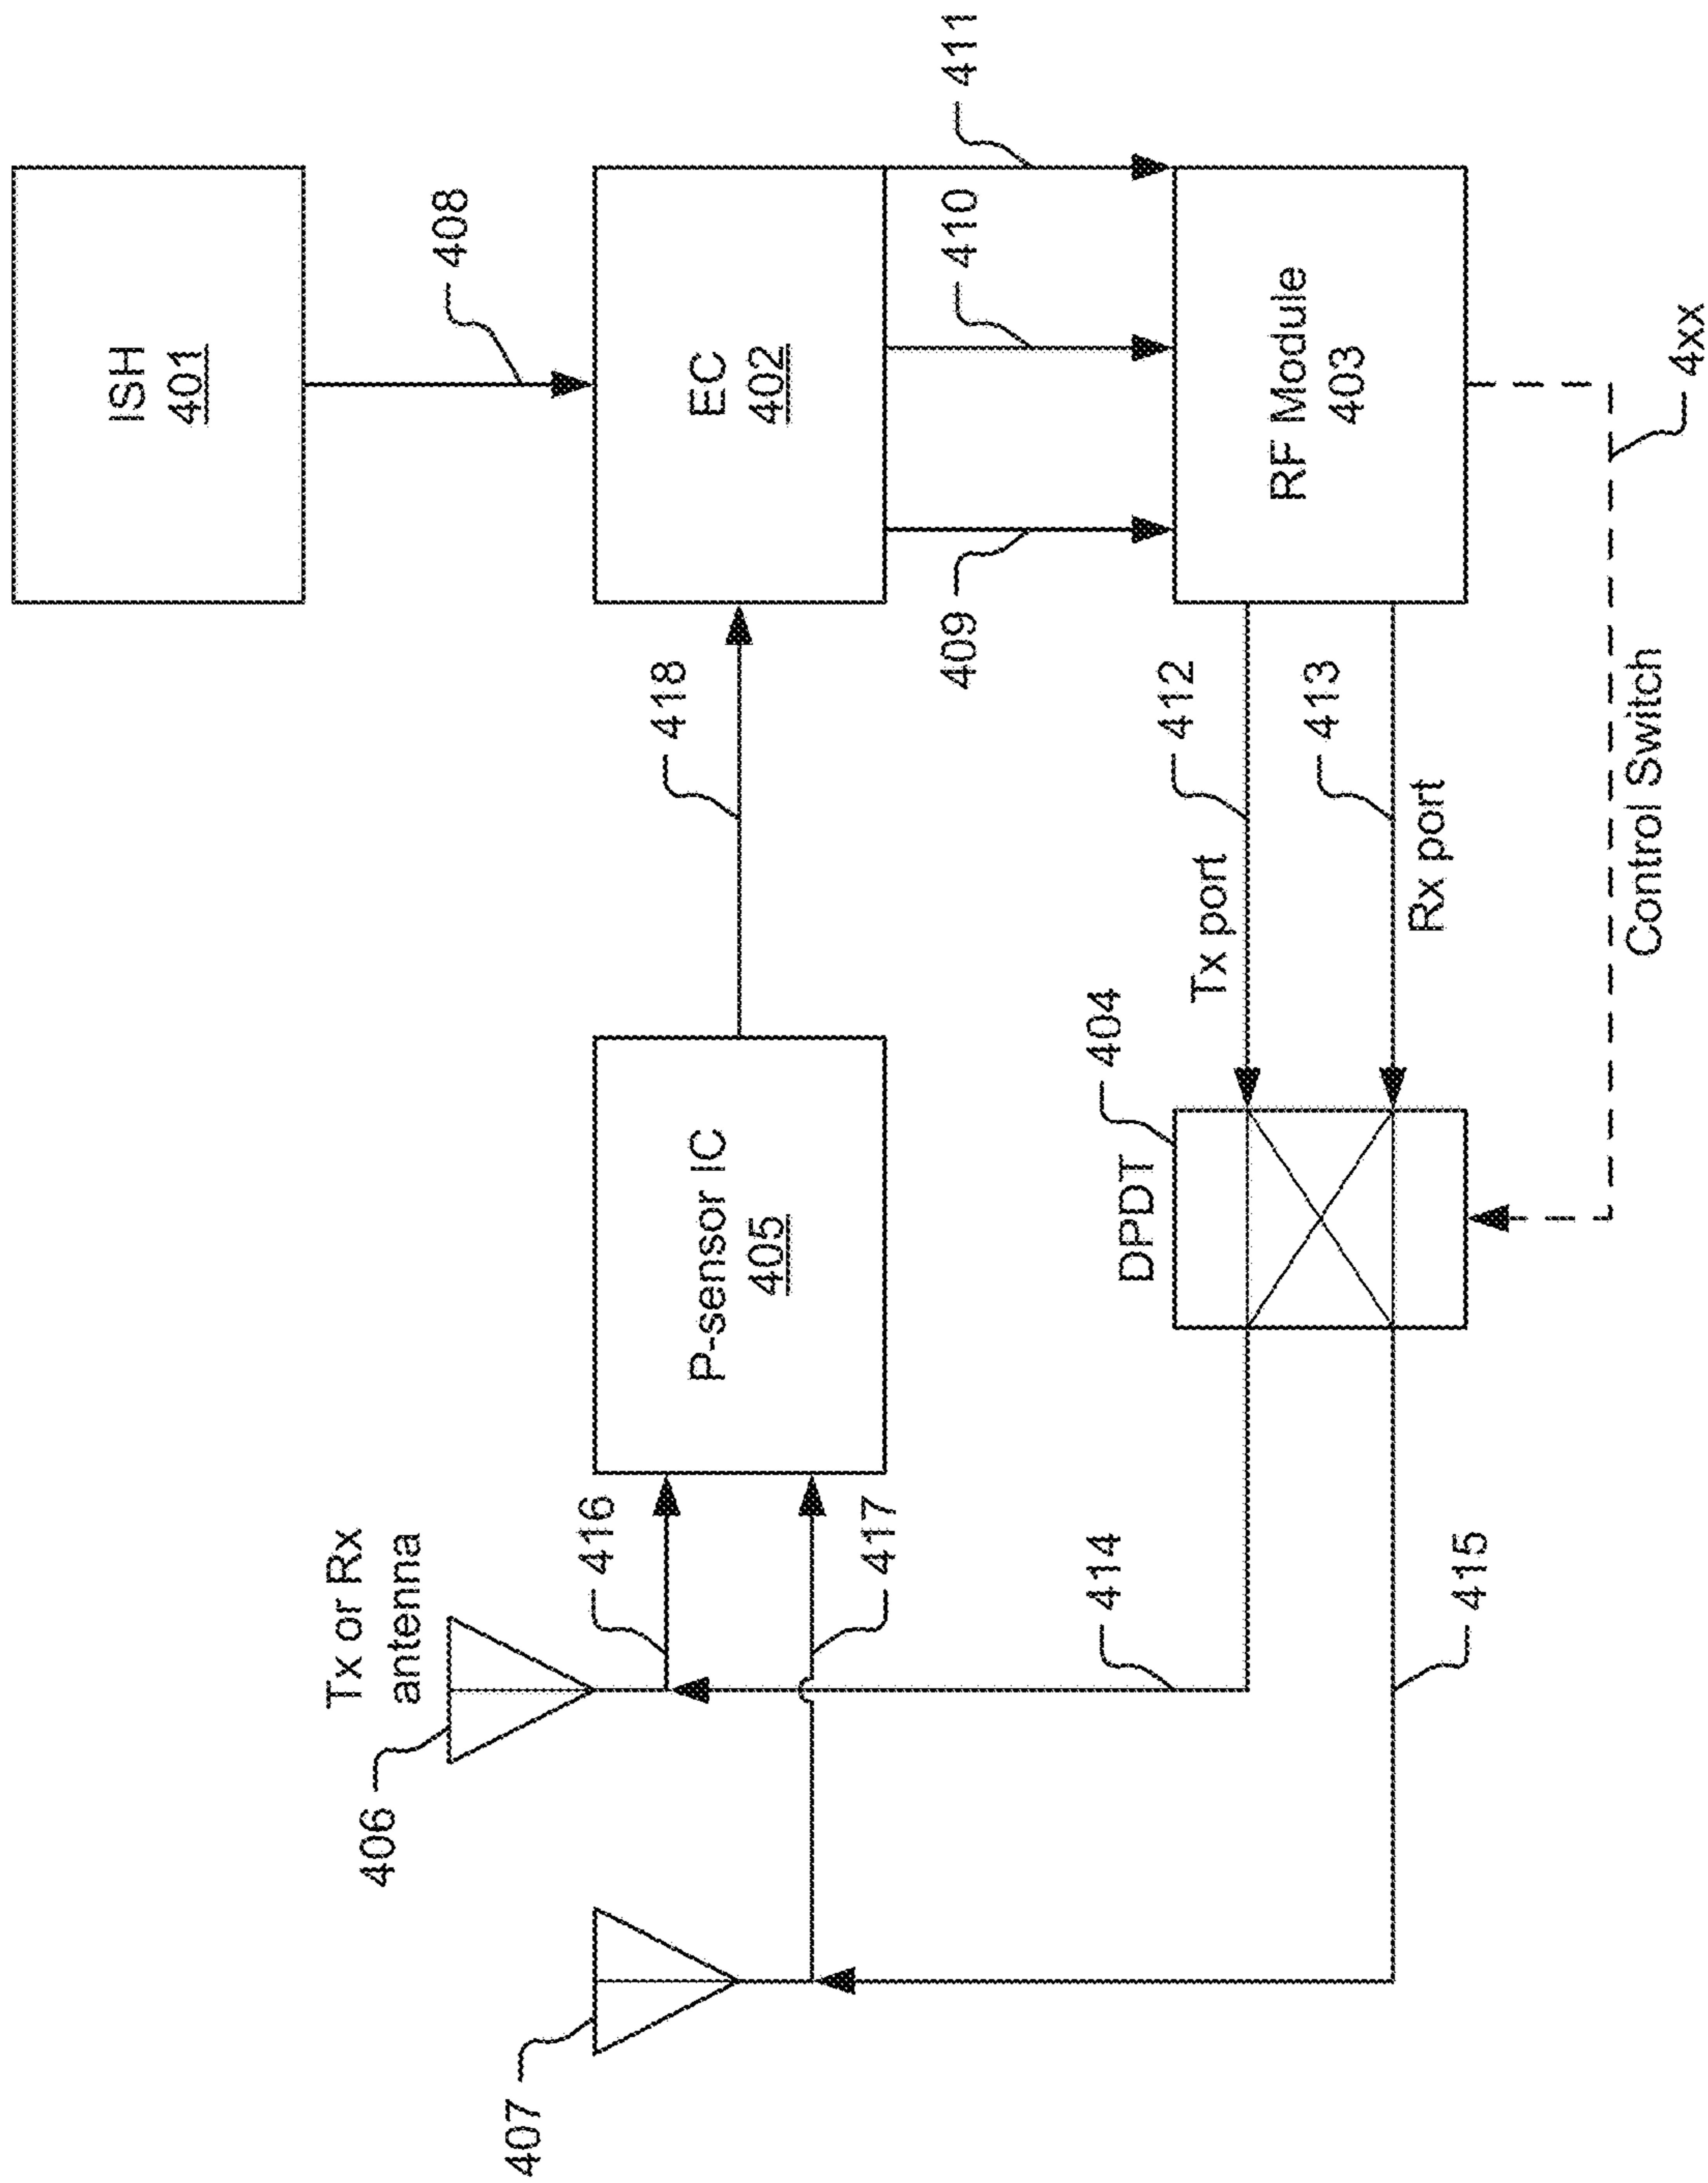 ISH
401
Tx or Rx
antenna
406
408
407
416
418
P-sensor IC
405
EC
402
417
409
410
411
414
404
DPDT
412
Tx port
RF Module
403
413
Rx port
415
Control Switch
4xx